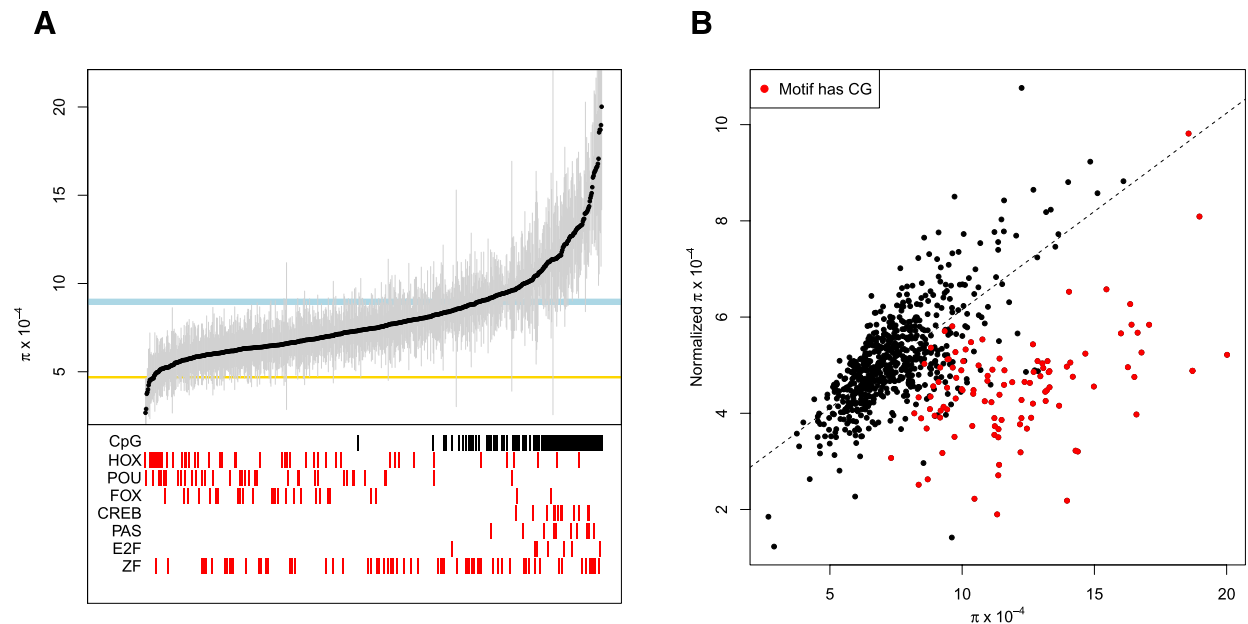 A
20
15
10
5
π x 10⁻⁴
CpG
HOX
POU
FOX
CREB
PAS
E2F
ZF
B
Motif has CG
10
8
6
4
2
Normalized π x 10⁻⁴
5 10 15 20
π x 10⁻⁴